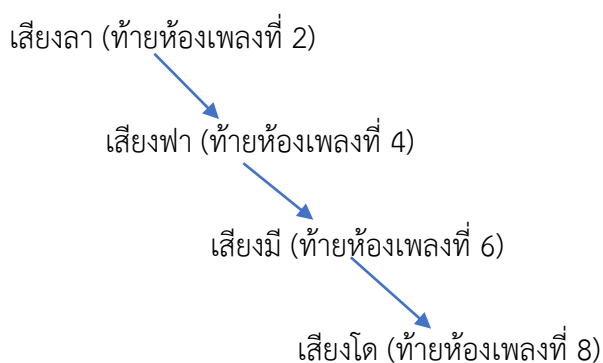 เสียงลา (ท้ายห้องเพลงที่ 2)
เสียงฟา (ท้ายห้องเพลงที่ 4)
เสียงมี (ท้ายห้องเพลงที่ 6)
เสียงโด (ท้ายห้องเพลงที่ 8)